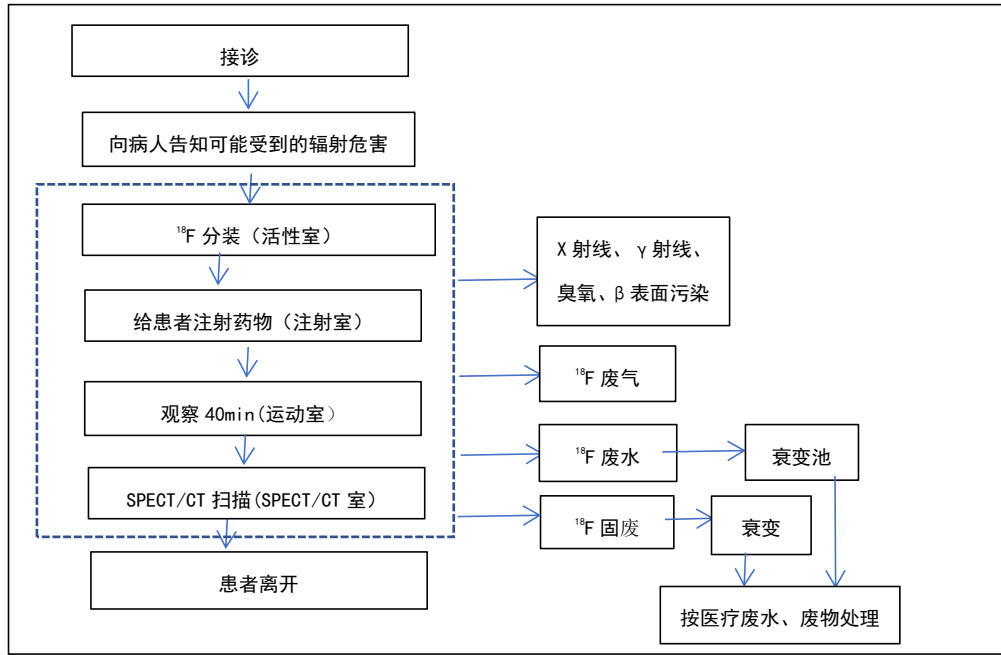 接诊
向病人告知可能受到的辐射危害
¹⁸F 分装（活性室）
给患者注射药物（注射室）
观察 40min(运动室）
SPECT/CT 扫描(SPECT/CT 室）
患者离开
X 射线、γ 射线、
臭氧、β 表面污染
¹⁸F 废气
¹⁸F 废水
衰变池
¹⁸F 固废
衰变
按医疗废水、废物处理